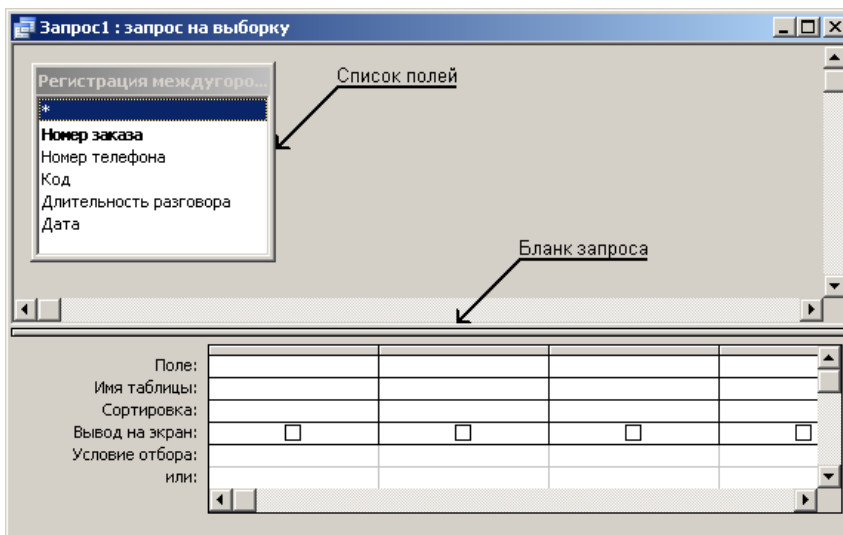 Запрос1 : запрос на выборку
Список полей
Регистрация междугоро...
*
Номер заказа
Номер телефона
Код
Длительность разговора
Дата
Бланк запроса
Поле:
Имя таблицы:
Сортировка:
Вывод на экран:
Условие отбора:
или: